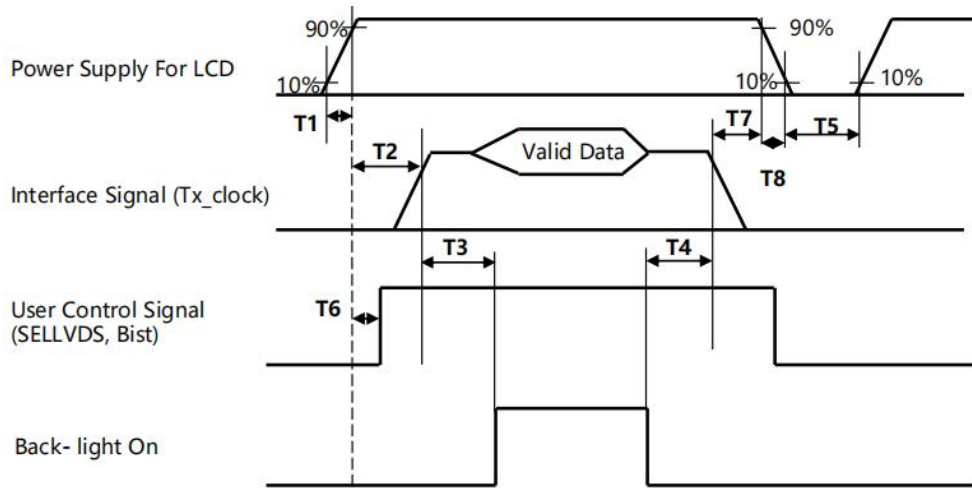 90%
90%
Power Supply For LCD
10%
10%
10%
T1
T7
T5
T2
Valid Data
T8
Interface Signal (Tx_clock)
T3
T4
T6
User Control Signal
(SELLVDS, Bist)
Back- light On